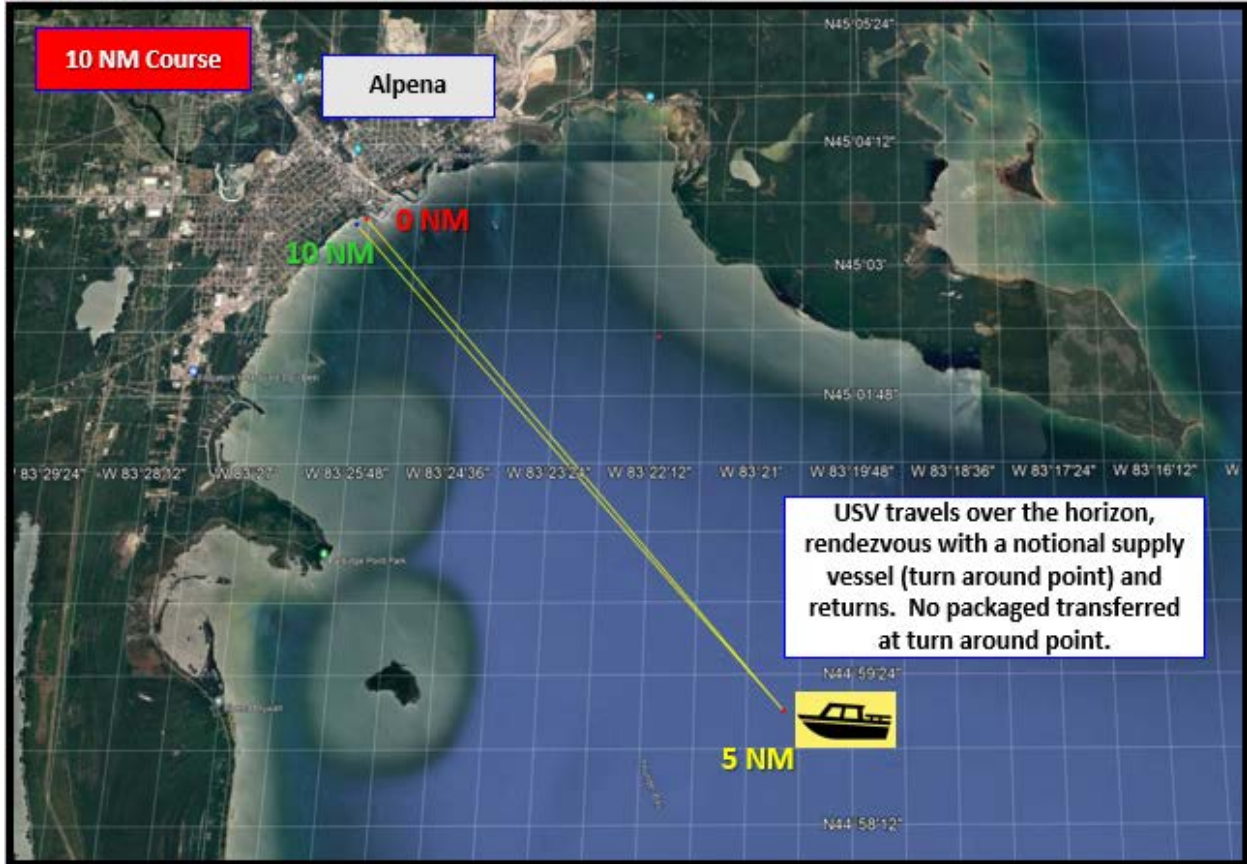 N45°05'24"
10 NM Course
Alpena
N45°04'12"
0 NM
10 NM
N45°03'
N45°01'48"
W 83°29'24" W 83°28'12" W 83°27' W 83°25'48" W 83°24'36" W 83°23'24" W 83°22'12" W 83°21' W 83°19'48" W 83°18'36" W 83°17'24" W 83°16'12" W
USV travels over the horizon,
rendezvous with a notional supply
vessel (turn around point) and
returns. No packaged transferred
at turn around point.
Partridge Point Park
N44°59'24"
5 NM
N44°58'12"